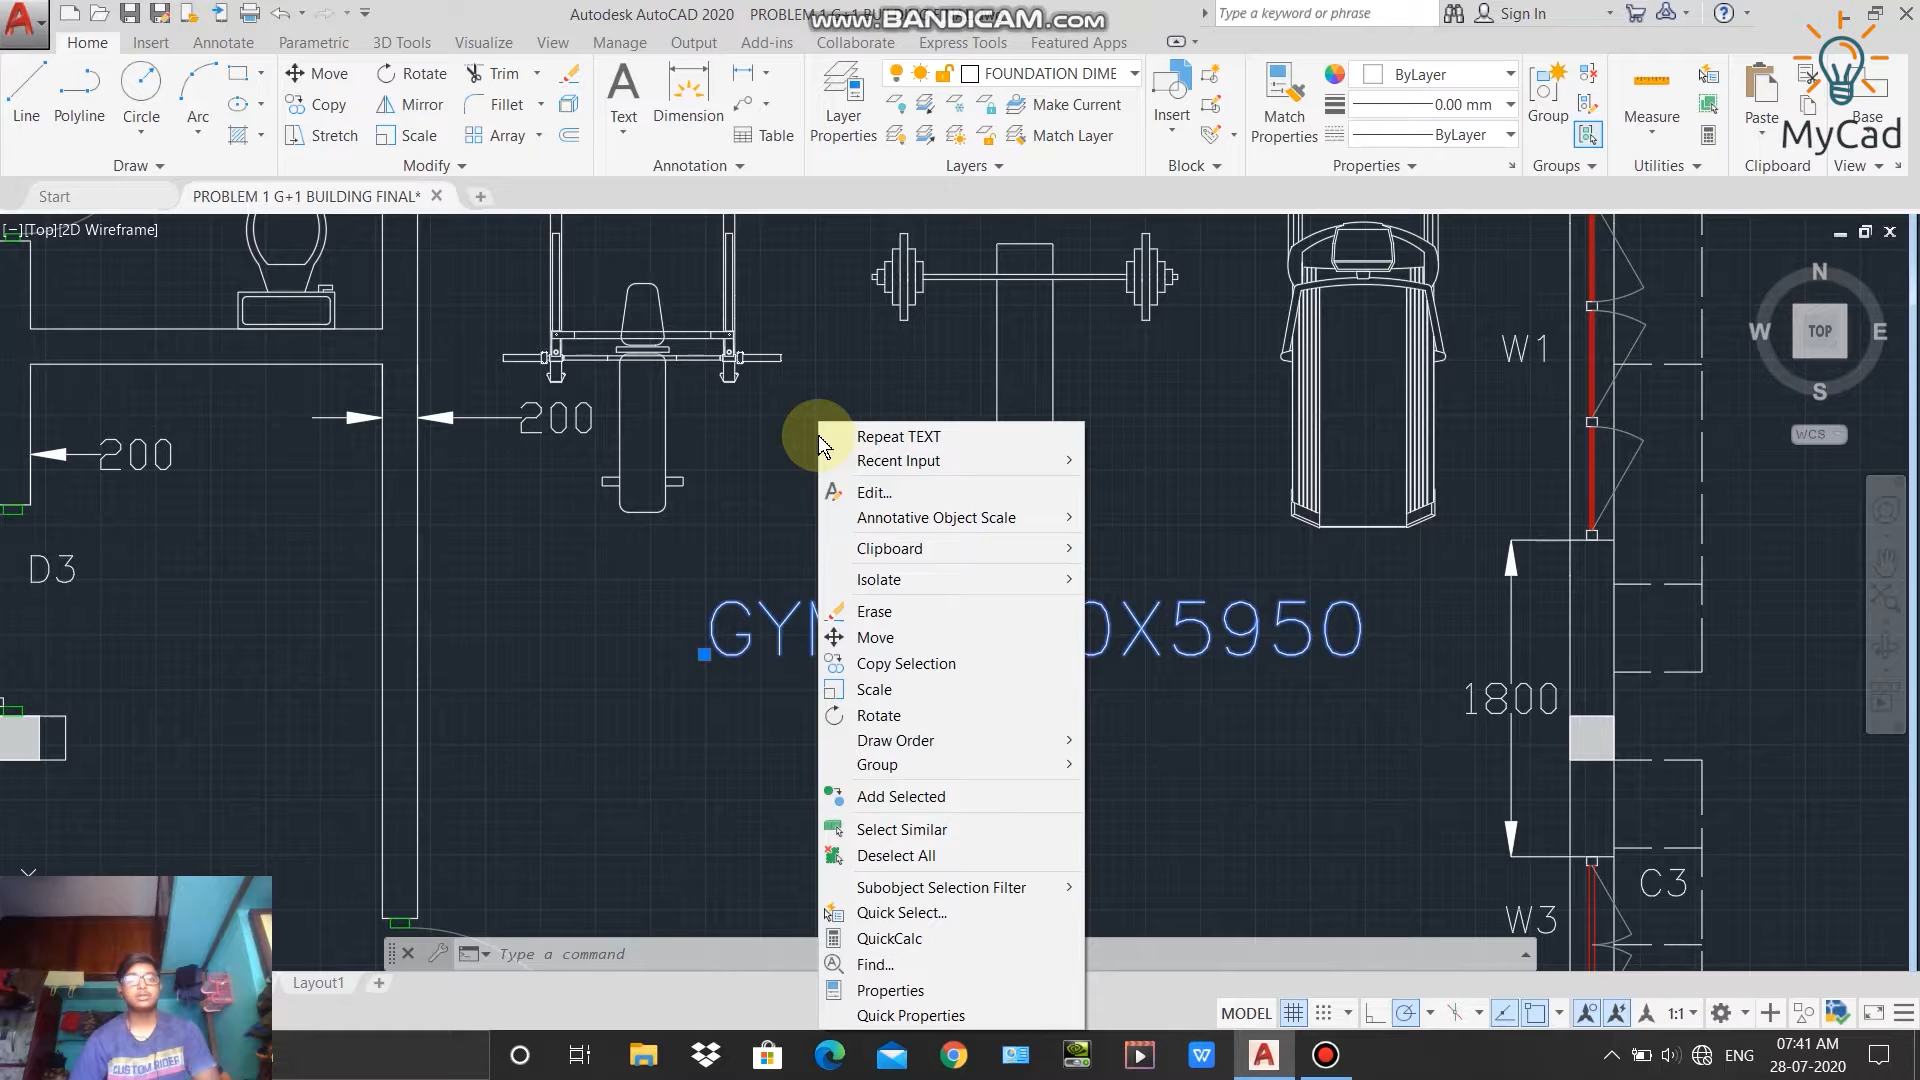 Autodesk AutoCAD 2020
PROBLEM 1 G+1 BUILDING
WWW.BANDICAM.COM
Type a keyword or phrase
Sign In
Home
Insert
Annotate
Parametric
3D Tools
Visualize
View
Manage
Output
Add-ins
Collaborate
Express Tools
Featured Apps
Line
Polyline
Circle
Arc
Draw
Move
Rotate
Trim
Copy
Mirror
Fillet
Stretch
Scale
Array
Modify
Text
Dimension
Table
Annotation
Layer
Properties
FOUNDATION DIME
Make Current
Match Layer
Layers
Insert
Block
Match
Properties
ByLayer
0.00 mm
ByLayer
Properties
Group
Groups
Measure
Utilities
Paste
Clipboard
Base
View
MyCad
Start
PROBLEM 1 G+1 BUILDING FINAL*
[−][Top][2D Wireframe]
N
W
TOP
E
S
WCS
W1
200
200
D3
GYM
0X5950
1800
C3
W3
Repeat TEXT
Recent Input
Edit...
Annotative Object Scale
Clipboard
Isolate
Erase
Move
Copy Selection
Scale
Rotate
Draw Order
Group
Add Selected
Select Similar
Deselect All
Subobject Selection Filter
Quick Select...
QuickCalc
Find...
Properties
Quick Properties
Type a command
Layout1
MODEL
1:1
CUSTOM RIDER
ENG
07:41 AM
28-07-2020